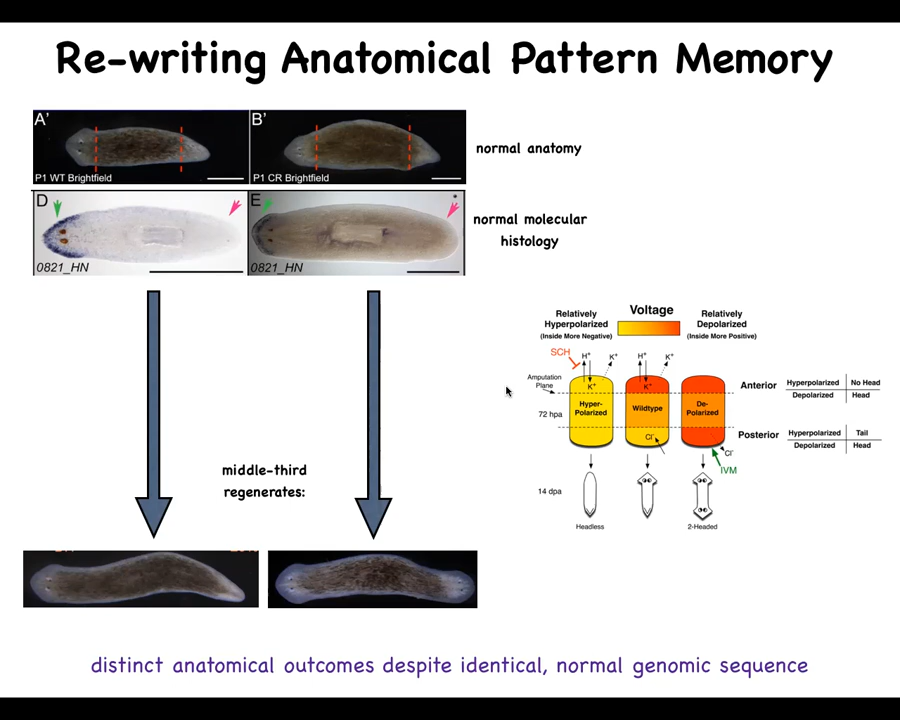 Re-writing Anatomical Pattern Memory
A'
B'
P1 WT Brightfield
P1 CR Brightfield
normal anatomy
D
E
*
0821_HN
0821_HN
normal molecular
histology
middle-third
regenerates:
Relatively
Hyperpolarized
(Inside More Negative)
Voltage
Relatively
Depolarized
(Inside More Positive)
SCH
H+
K+
H+
K+
K+
K+
Amputation
Plane
72 hpa
Hyper-
Polarized
Wildtype
De-
Polarized
Cl-
Cl-
IVM
Anterior
Hyperpolarized No Head
Depolarized Head
Posterior
Hyperpolarized Tail
Depolarized Head
14 dpa
Headless
2-Headed
distinct anatomical outcomes despite identical, normal genomic sequence